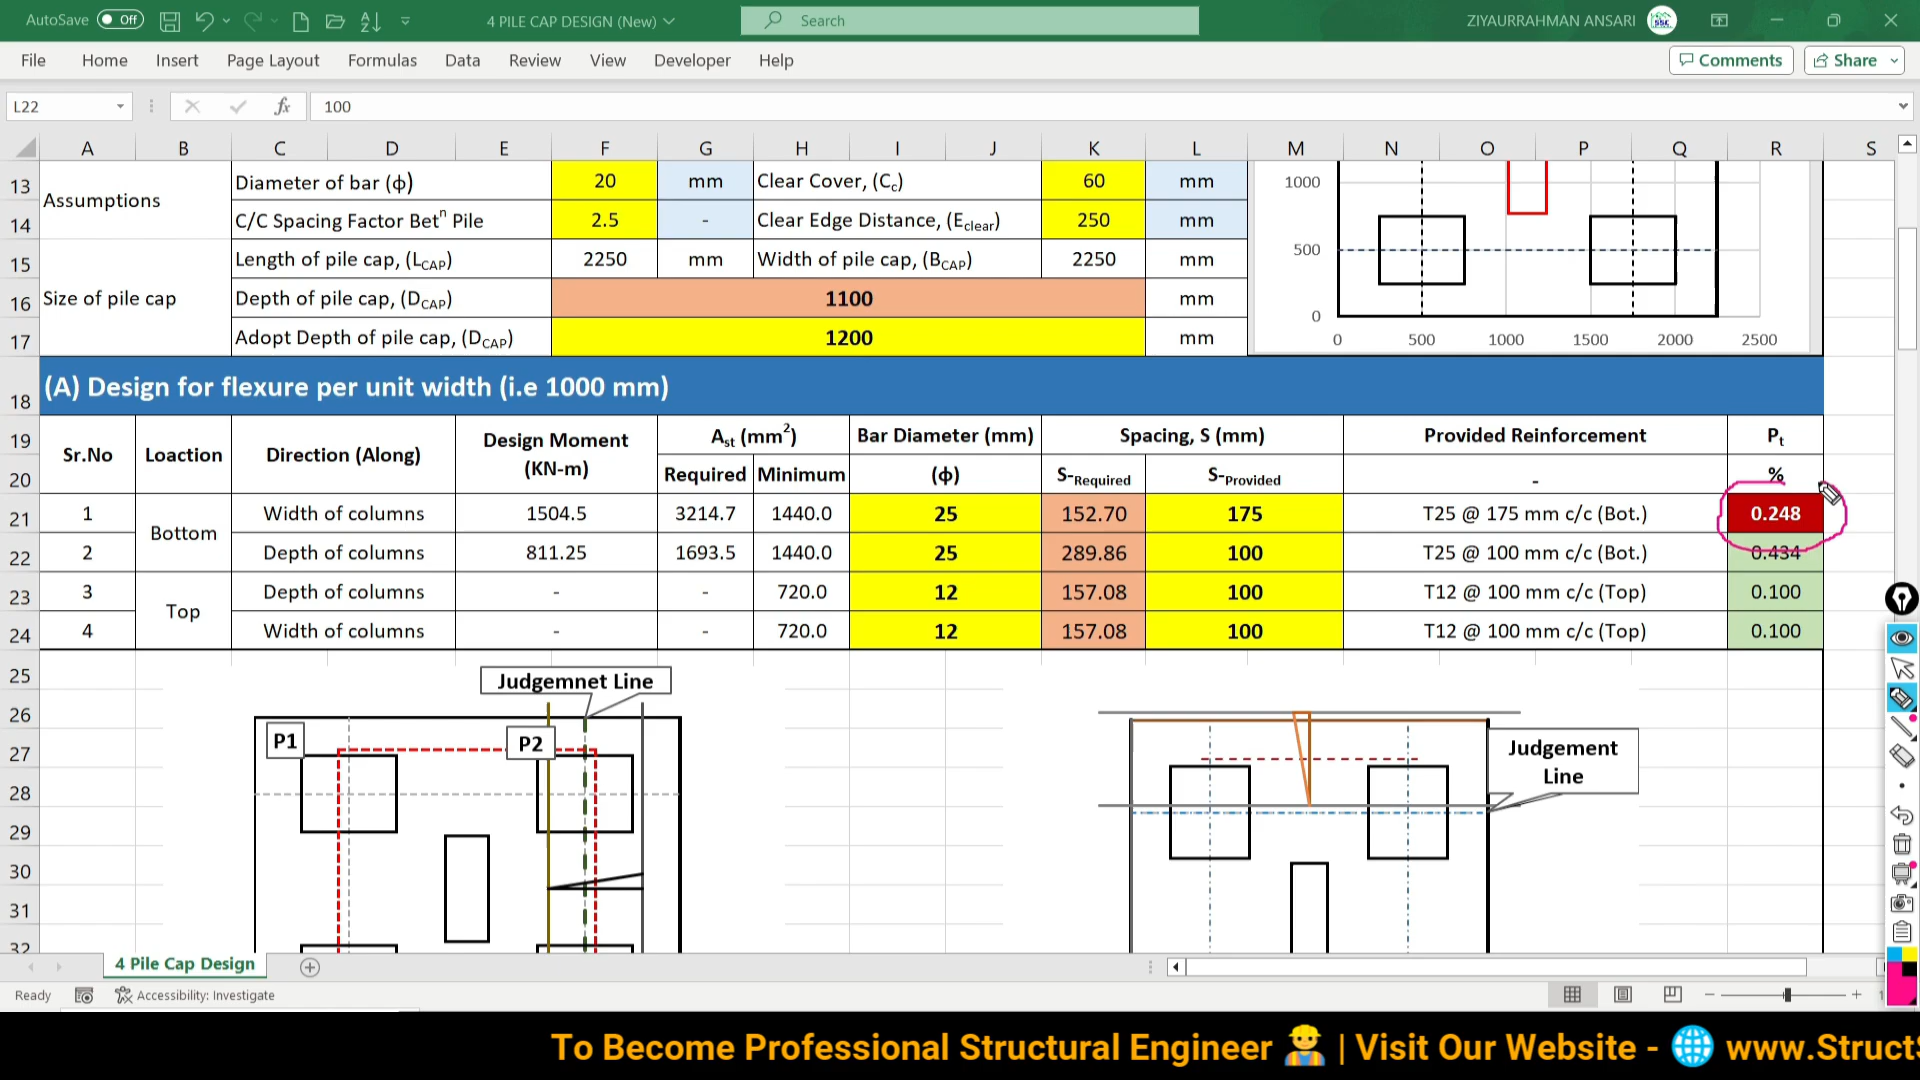 AutoSave Off 4 PILE CAP DESIGN (New) Search ZIYAURRAHMAN ANSARI
File Home Insert Page Layout Formulas Data Review View Developer Help Comments Share
L22 fx 100
A B C D E F G H I J K L M N O P Q R S
13 Assumptions Diameter of bar (ϕ) 20 mm Clear Cover, (Cc) 60 mm 1000
14 C/C Spacing Factor Betn Pile 2.5 - Clear Edge Distance, (Eclear) 250 mm
500
15 Size of pile cap Length of pile cap, (LCAP) 2250 mm Width of pile cap, (BCAP) 2250 mm
16 Depth of pile cap, (DCAP) 1100 mm
0
17 Adopt Depth of pile cap, (DCAP) 1200 mm
0 500 1000 1500 2000 2500
18 (A) Design for flexure per unit width (i.e 1000 mm)
19 Sr.No Loaction Direction (Along) Design Moment (KN-m) Ast (mm2) Bar Diameter (mm) Spacing, S (mm) Provided Reinforcement Pt
20 Required Minimum (ϕ) S-Required S-Provided - %
21 1 Bottom Width of columns 1504.5 3214.7 1440.0 25 152.70 175 T25 @ 175 mm c/c (Bot.) 0.248
22 2 Depth of columns 811.25 1693.5 1440.0 25 289.86 100 T25 @ 100 mm c/c (Bot.) 0.434
23 3 Top Depth of columns - - 720.0 12 157.08 100 T12 @ 100 mm c/c (Top) 0.100
24 4 Width of columns - - 720.0 12 157.08 100 T12 @ 100 mm c/c (Top) 0.100
25 Judgemnet Line
26
27 P1 P2 Judgement
Line
28
29
30
31
32
4 Pile Cap Design
Ready Accessibility: Investigate
To Become Professional Structural Engineer | Visit Our Website - www.Struct